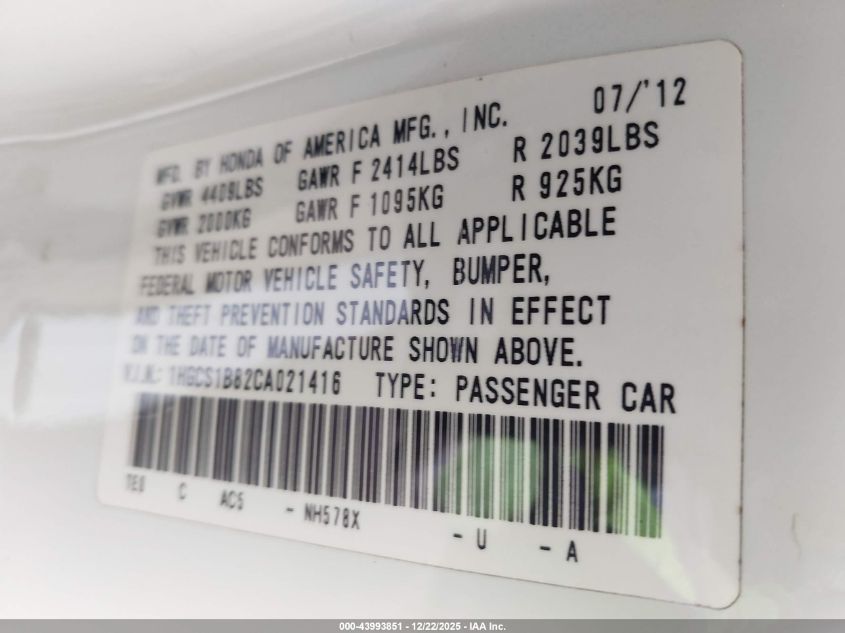 07/'12
MFD. BY HONDA OF AMERICA MFG., INC.
GVWR 4409LBS GAWR F 2414LBS R 2039LBS
GVWR 2000KG GAWR F 1095KG R 925KG
THIS VEHICLE CONFORMS TO ALL APPLICABLE
FEDERAL MOTOR VEHICLE SAFETY, BUMPER,
AND THEFT PREVENTION STANDARDS IN EFFECT
ON THE DATE OF MANUFACTURE SHOWN ABOVE.
V.I.N.: 1HGCS1B82CA021416 TYPE: PASSENGER CAR
TE0 C AC5 - NH578X - U - A
000-43993851 - 12/22/2025 - IAA Inc.